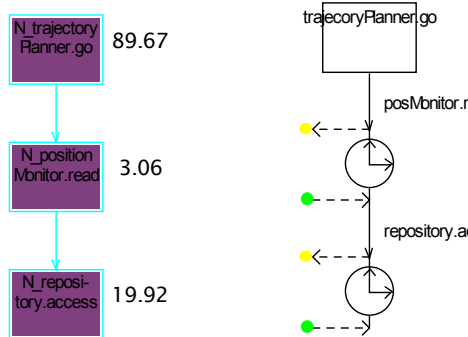 N_trajectory
Planner.go
89.67
N_position
Monitor.read
3.06
N_reposi-
tory.access
19.92
trajecoryPlanner.go
posMonitor.r
repository.a